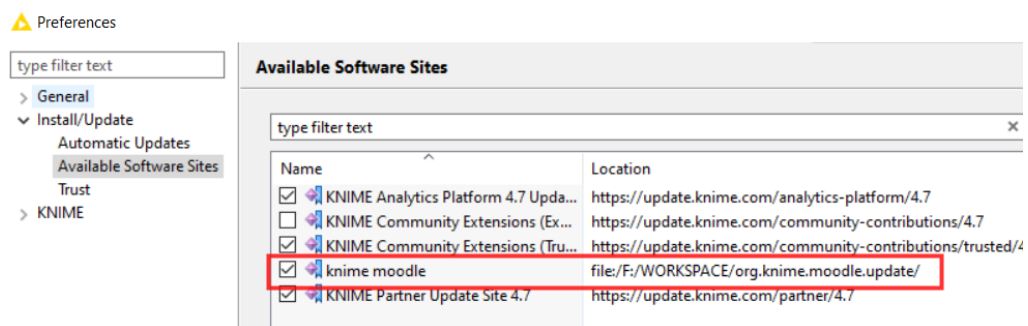 Preferences
type filter text
General
Install/Update
Automatic Updates
Available Software Sites
Trust
KNIME
Available Software Sites
type filter text
Name Location
KNIME Analytics Platform 4.7 Upda... https://update.knime.com/analytics-platform/4.7
KNIME Community Extensions (Ex... https://update.knime.com/community-contributions/4.7
KNIME Community Extensions (Tru... https://update.knime.com/community-contributions/trusted/4
knime moodle file:/F:/WORKSPACE/org.knime.moodle.update/
KNIME Partner Update Site 4.7 https://update.knime.com/partner/4.7